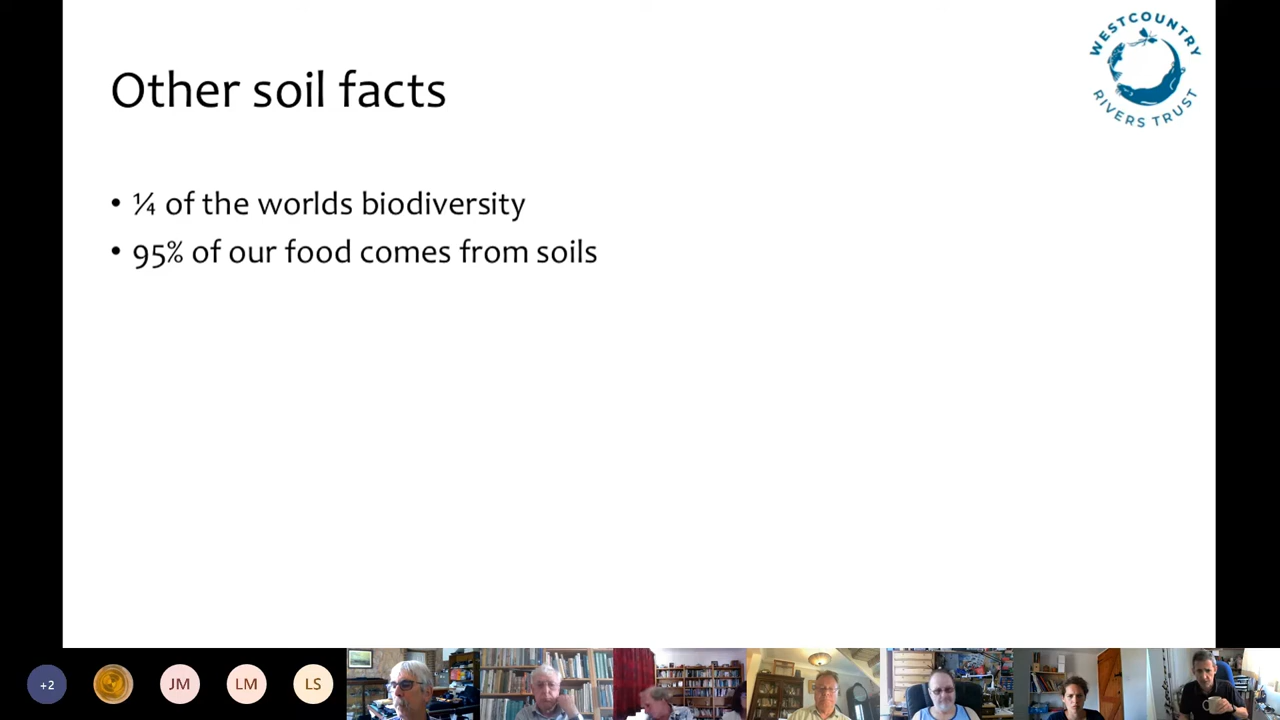 WESTCOUNTRY
RIVERS TRUST
Other soil facts
• ¼ of the worlds biodiversity
• 95% of our food comes from soils
+2
JM
LM
LS